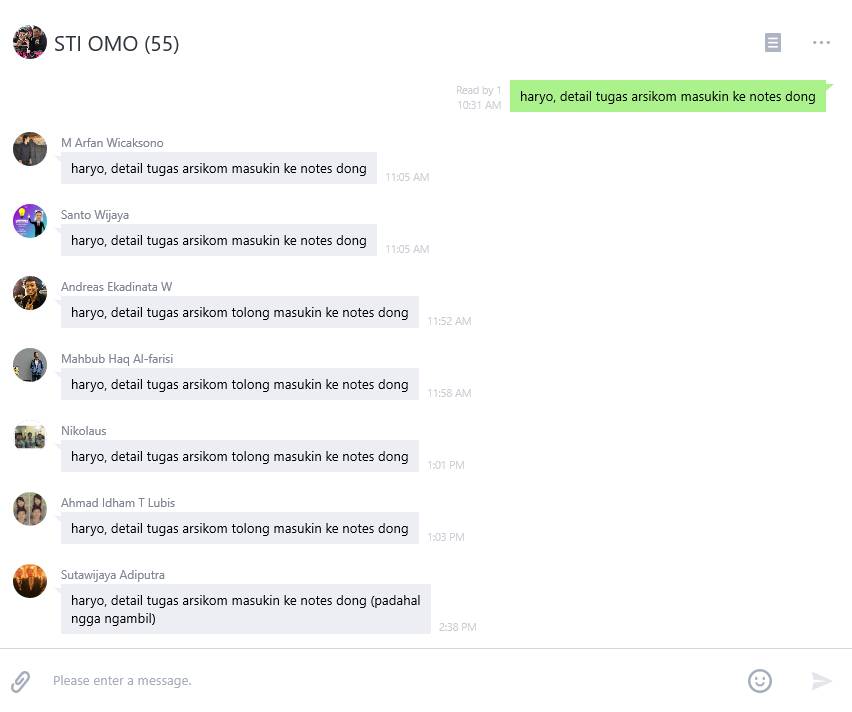 STI OMO (55)
Read by 1
10:31 AM
haryo, detail tugas arsikom masukin ke notes dong
M Arfan Wicaksono
haryo, detail tugas arsikom masukin ke notes dong
11:05 AM
Santo Wijaya
haryo, detail tugas arsikom masukin ke notes dong
11:05 AM
Andreas Ekadinata W
haryo, detail tugas arsikom tolong masukin ke notes dong
11:52 AM
Mahbub Haq Al-farisi
haryo, detail tugas arsikom tolong masukin ke notes dong
11:58 AM
Nikolaus
haryo, detail tugas arsikom tolong masukin ke notes dong
1:01 PM
Ahmad Idham T Lubis
haryo, detail tugas arsikom tolong masukin ke notes dong
1:03 PM
Sutawijaya Adiputra
haryo, detail tugas arsikom masukin ke notes dong (padahal
ngga ngambil)
2:38 PM
Please enter a message.